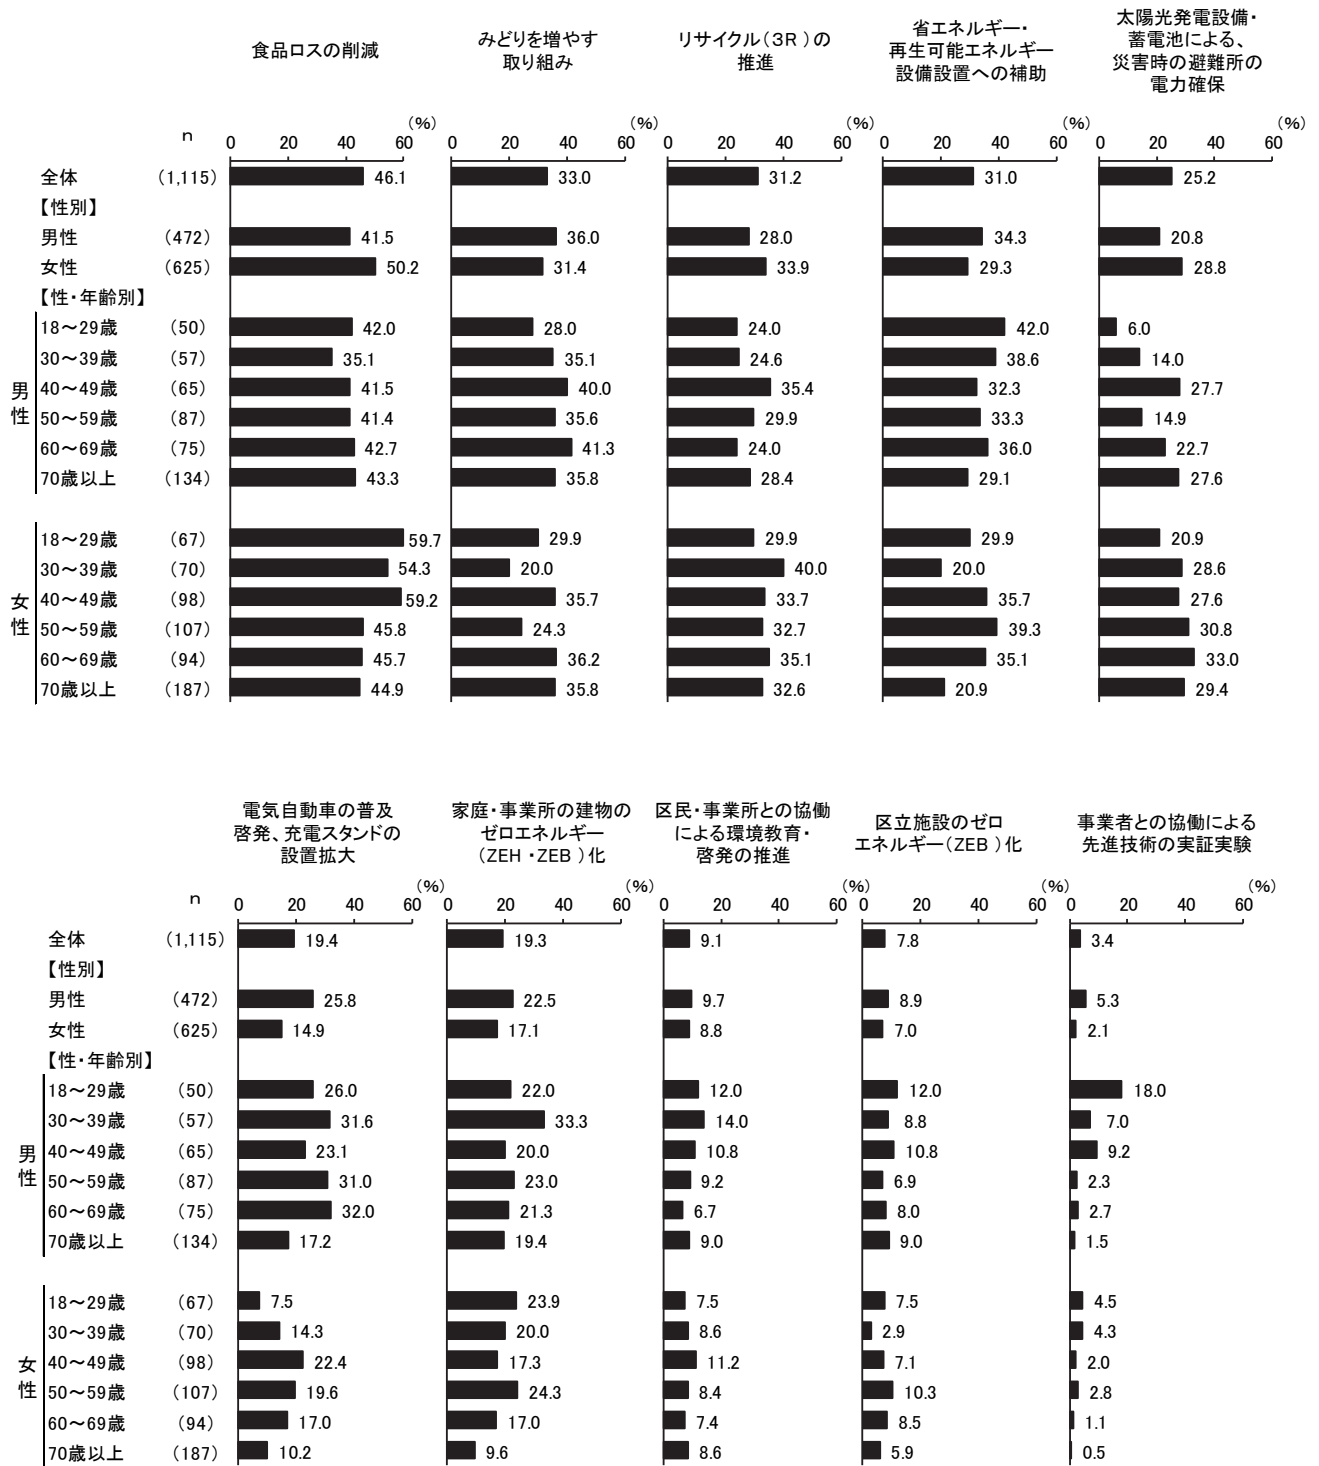 食品ロスの削減
みどりを増やす
取り組み
リサイクル(3R)の
推進
省エネルギー・
再生可能エネルギー
設備設置への補助
太陽光発電設備・
蓄電池による、
災害時の避難所の
電力確保
n
(%) (%) (%) (%) (%)
0 20 40 60 0 20 40 60 0 20 40 60 0 20 40 60 0 20 40 60
全体 (1,115) 46.1 33.0 31.2 31.0 25.2
【性別】
男性 (472) 41.5 36.0 28.0 34.3 20.8
女性 (625) 50.2 31.4 33.9 29.3 28.8
【性・年齢別】
男性
18~29歳 (50) 42.0 28.0 24.0 42.0 6.0
30~39歳 (57) 35.1 35.1 24.6 38.6 14.0
40~49歳 (65) 41.5 40.0 35.4 32.3 27.7
50~59歳 (87) 41.4 35.6 29.9 33.3 14.9
60~69歳 (75) 42.7 41.3 24.0 36.0 22.7
70歳以上 (134) 43.3 35.8 28.4 29.1 27.6
女性
18~29歳 (67) 59.7 29.9 29.9 29.9 20.9
30~39歳 (70) 54.3 20.0 40.0 20.0 28.6
40~49歳 (98) 59.2 35.7 33.7 35.7 27.6
50~59歳 (107) 45.8 24.3 32.7 39.3 30.8
60~69歳 (94) 45.7 36.2 35.1 35.1 33.0
70歳以上 (187) 44.9 35.8 32.6 20.9 29.4
電気自動車の普及
啓発、充電スタンドの
設置拡大
家庭・事業所の建物の
ゼロエネルギー
(ZEH・ZEB)化
区民・事業所との協働
による環境教育・
啓発の推進
区立施設のゼロ
エネルギー(ZEB)化
事業者との協働による
先進技術の実証実験
n
(%) (%) (%) (%) (%)
0 20 40 60 0 20 40 60 0 20 40 60 0 20 40 60 0 20 40 60
全体 (1,115) 19.4 19.3 9.1 7.8 3.4
【性別】
男性 (472) 25.8 22.5 9.7 8.9 5.3
女性 (625) 14.9 17.1 8.8 7.0 2.1
【性・年齢別】
男性
18~29歳 (50) 26.0 22.0 12.0 12.0 18.0
30~39歳 (57) 31.6 33.3 14.0 8.8 7.0
40~49歳 (65) 23.1 20.0 10.8 10.8 9.2
50~59歳 (87) 31.0 23.0 9.2 6.9 2.3
60~69歳 (75) 32.0 21.3 6.7 8.0 2.7
70歳以上 (134) 17.2 19.4 9.0 9.0 1.5
女性
18~29歳 (67) 7.5 23.9 7.5 7.5 4.5
30~39歳 (70) 14.3 20.0 8.6 2.9 4.3
40~49歳 (98) 22.4 17.3 11.2 7.1 2.0
50~59歳 (107) 19.6 24.3 8.4 10.3 2.8
60~69歳 (94) 17.0 17.0 7.4 8.5 1.1
70歳以上 (187) 10.2 9.6 8.6 5.9 0.5